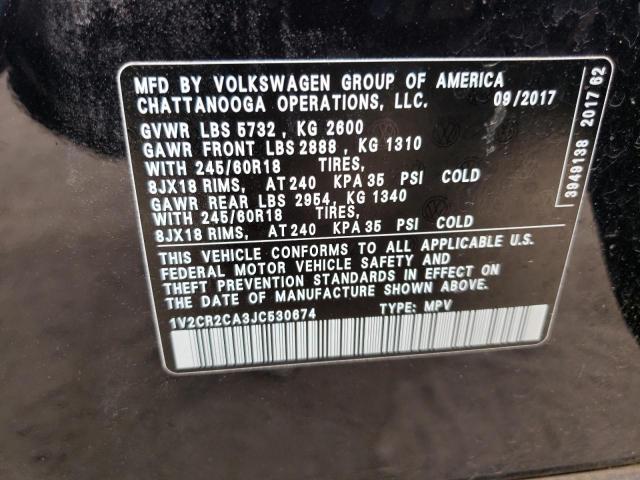 MFD BY VOLKSWAGEN GROUP OF AMERICA
CHATTANOOGA OPERATIONS, LLC. 09/2017
GVWR LBS 5732 , KG 2600
GAWR FRONT LBS 2888 , KG 1310
WITH 245/60R18 TIRES,
8JX18 RIMS, AT 240 KPA 35 PSI COLD
GAWR REAR LBS 2954, KG 1340
WITH 245/60R18 TIRES,
8JX18 RIMS, AT 240 KPA 35 PSI COLD
THIS VEHICLE CONFORMS TO ALL APPLICABLE U.S.
FEDERAL MOTOR VEHICLE SAFETY AND
THEFT PREVENTION STANDARDS IN EFFECT ON
THE DATE OF MANUFACTURE SHOWN ABOVE.
1V2CR2CA3JC530674 TYPE: MPV
3949138 2017 62